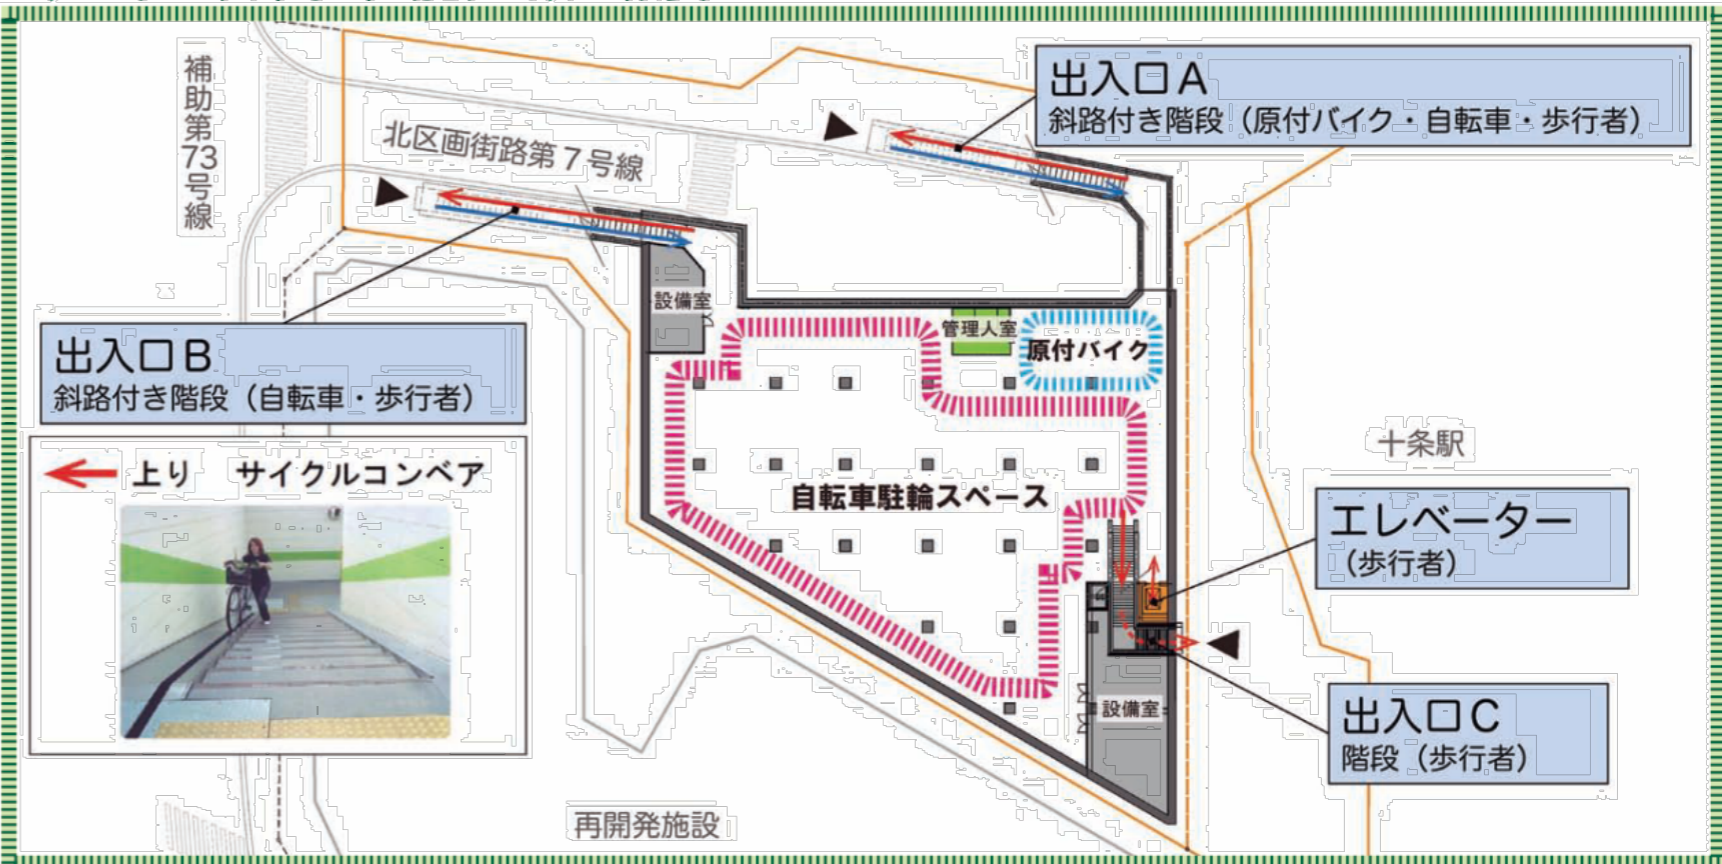 補助第73号線
北区画街路第7号線
出入口A
斜路付き階段（原付バイク・自転車・歩行者）
設備室
出入口B
斜路付き階段（自転車・歩行者）
管理人室
原付バイク
上り　サイクルコンベア
自転車駐輪スペース
十条駅
エレベーター
（歩行者）
出入口C
階段（歩行者）
設備室
再開発施設